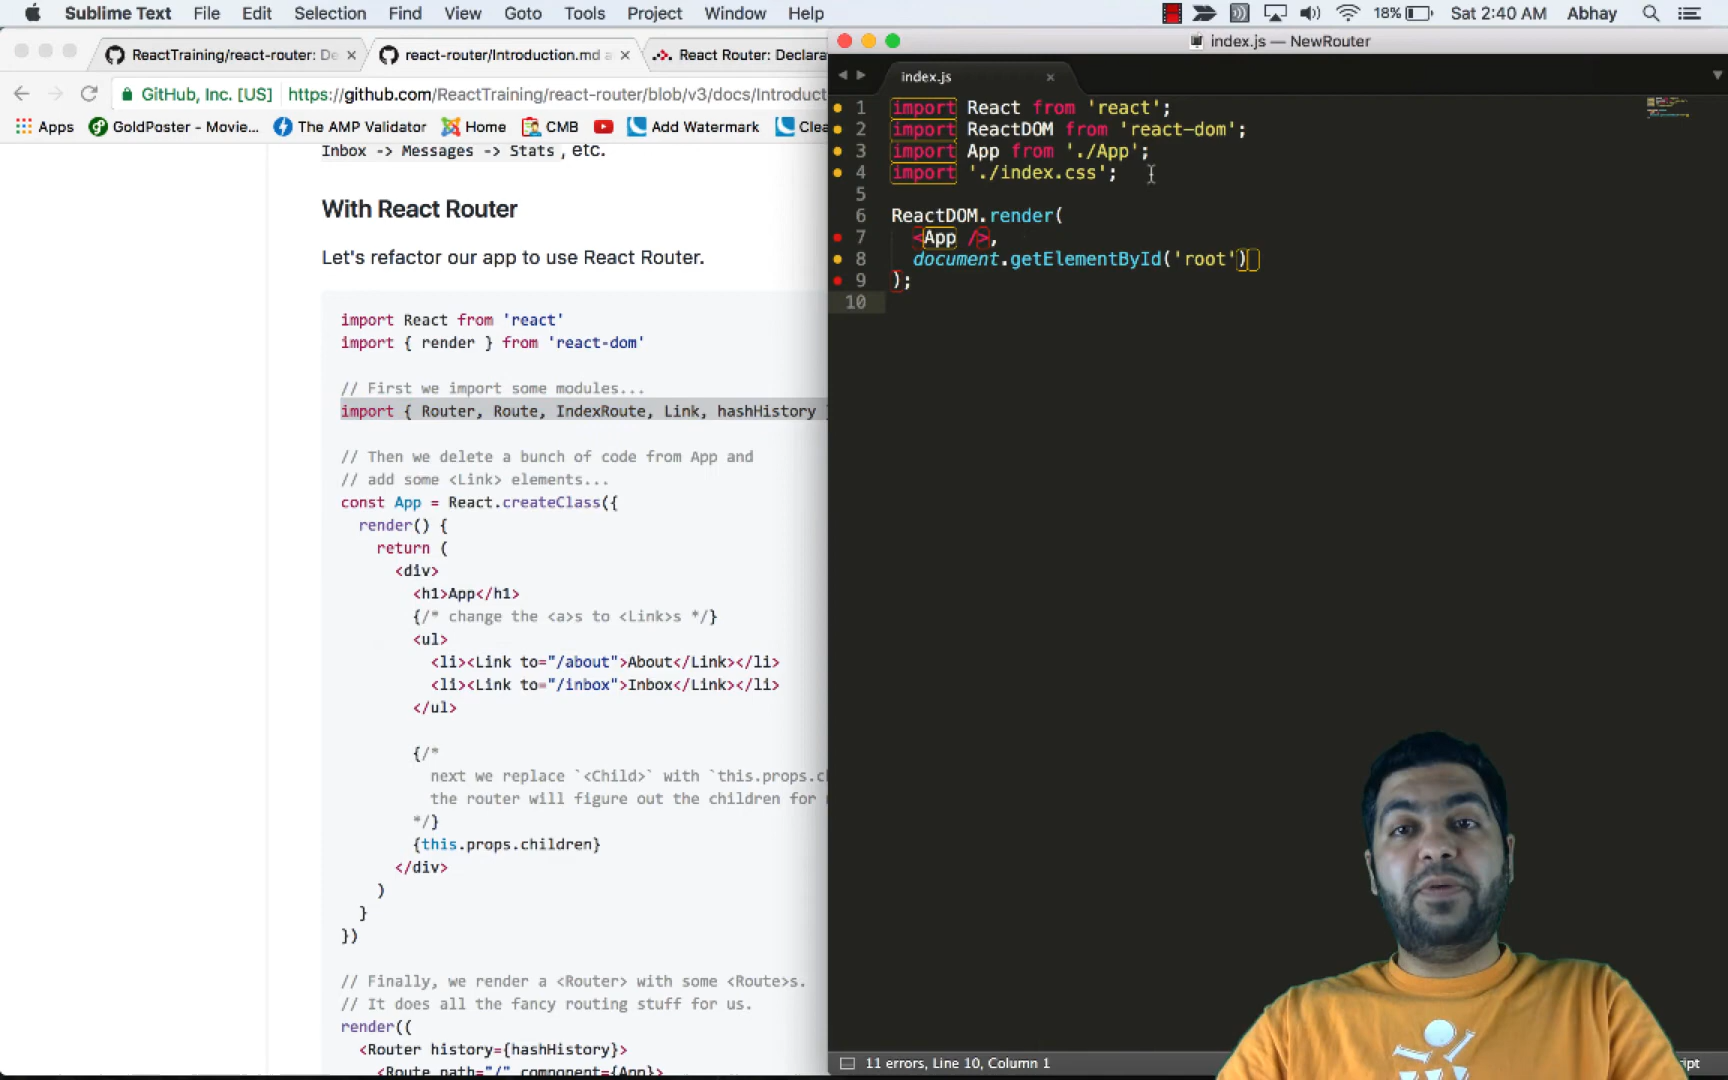 Sublime Text File Edit Selection Find View Goto Tools Project Window Help 18% Sat 2:40 AM Abhay
ReactTraining/react-router: De react-router/Introduction.md a React Router: Declara
GitHub, Inc. [US] https://github.com/ReactTraining/react-router/blob/v3/docs/Introduct
Apps GoldPoster - Movie... The AMP Validator Home CMB Add Watermark Clea
Inbox -> Messages -> Stats, etc.
With React Router
Let's refactor our app to use React Router.
import React from 'react'
import { render } from 'react-dom'
// First we import some modules...
import { Router, Route, IndexRoute, Link, hashHistory }
// Then we delete a bunch of code from App and
// add some <Link> elements...
const App = React.createClass({
render() {
return (
<div>
<h1>App</h1>
{/* change the <a>s to <Link>s */}
<ul>
<li><Link to="/about">About</Link></li>
<li><Link to="/inbox">Inbox</Link></li>
</ul>
{/*
next we replace `<Child>` with `this.props.c
the router will figure out the children for
*/}
{this.props.children}
</div>
)
}
})
// Finally, we render a <Router> with some <Route>s.
// It does all the fancy routing stuff for us.
render((
<Router history={hashHistory}>
<Route path="/" component={App}>
index.js — NewRouter
index.js
1 import React from 'react';
2 import ReactDOM from 'react-dom';
3 import App from './App';
4 import './index.css';
5
6 ReactDOM.render(
7 <App />,
8 document.getElementById('root')
9 );
10
11 errors, Line 10, Column 1
ipt